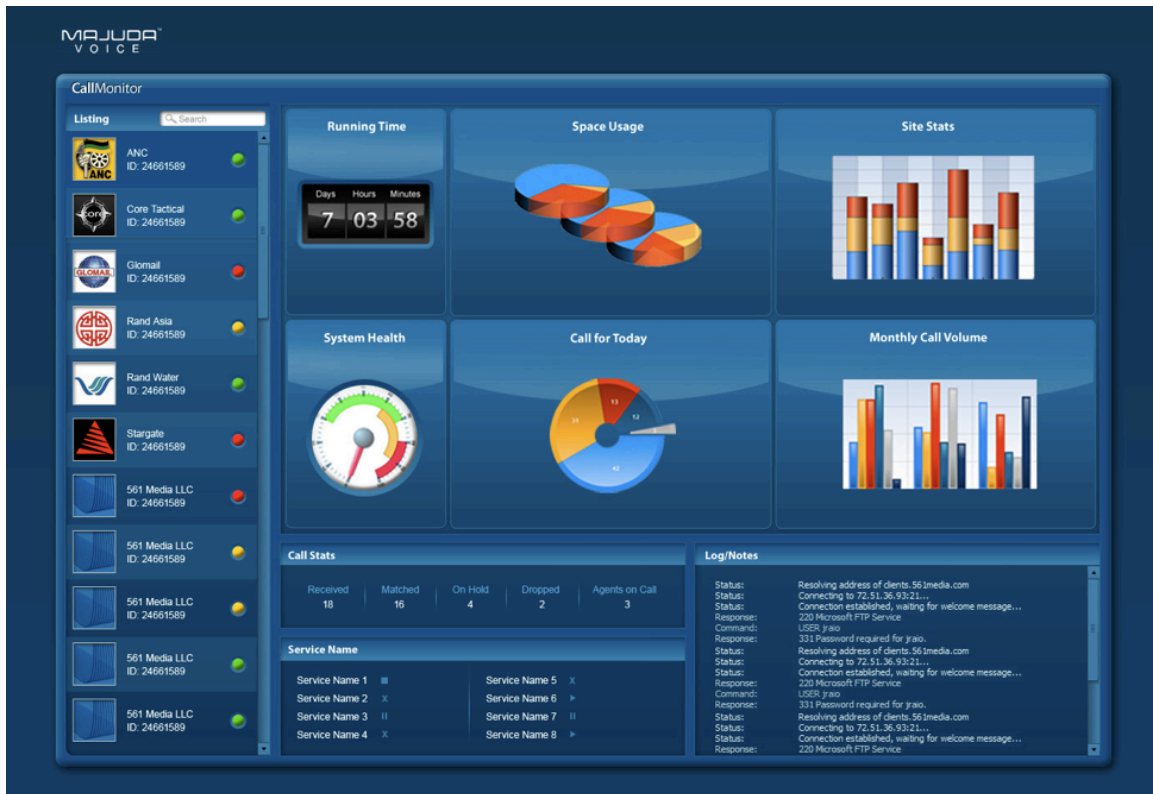 MAJUDA™
VOICE
CallMonitor
Listing
Search
ANC
ID: 24661589
ANC
Core Tactical
ID: 24661589
core
Glomail
ID: 24661589
GLOMAIL
Rand Asia
ID: 24661589
Rand Water
ID: 24661589
Stargate
ID: 24661589
561 Media LLC
ID: 24661589
561 Media LLC
ID: 24661589
561 Media LLC
ID: 24661589
561 Media LLC
ID: 24661589
561 Media LLC
ID: 24661589
Running Time
Days Hours Minutes
7 03 58
Space Usage
Site Stats
System Health
Call for Today
13
12
31
42
Monthly Call Volume
Call Stats
Received Matched On Hold Dropped Agents on Call
18 16 4 2 3
Service Name
Service Name 1
Service Name 2 X
Service Name 3
Service Name 4 X
Service Name 5 X
Service Name 6
Service Name 7
Service Name 8
Log/Notes
Status: Resolving address of clients.561media.com
Status: Connecting to 72.51.36.93:21...
Status: Connection established, waiting for welcome message...
Response: 220 Microsoft FTP Service
Command: USER jraio
Response: 331 Password required for jraio.
Status: Resolving address of clients.561media.com
Status: Connecting to 72.51.36.93:21...
Status: Connection established, waiting for welcome message...
Response: 220 Microsoft FTP Service
Command: USER jraio
Response: 331 Password required for jraio.
Status: Resolving address of clients.561media.com
Status: Connecting to 72.51.36.93:21...
Status: Connection established, waiting for welcome message...
Response: 220 Microsoft FTP Service